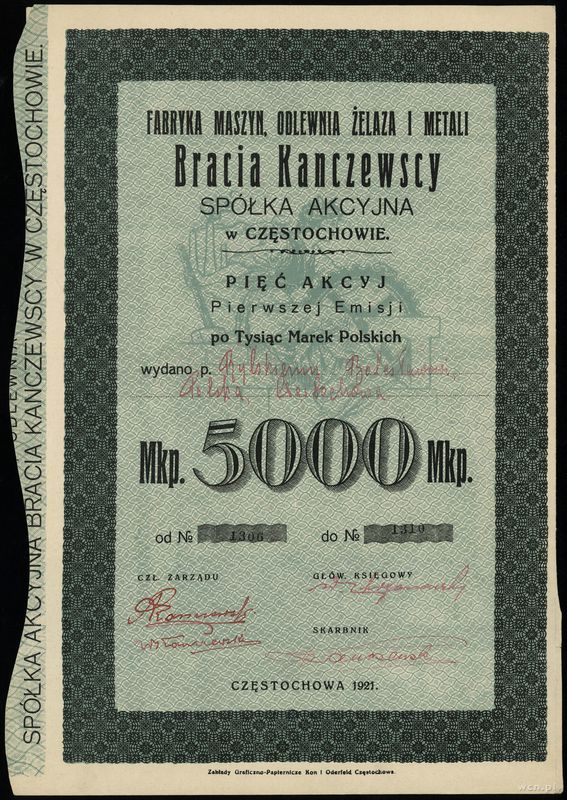 FABRYKA MASZYN, ODLEWNIA ŻELAZA I METALI
Bracia Kanczewscy
SPÓŁKA AKCYJNA
w CZĘSTOCHOWIE.
PIĘĆ AKCYJ
Pierwszej Emisji
po Tysiąc Marek Polskich
wydano p.
Mkp. 5000 Mkp.
od № 1306 do № 1310
CZŁ. ZARZĄDU
GŁÓW. KSIĘGOWY
SKARBNIK
CZĘSTOCHOWA 1921.
Zakłady Graficzno-Papiernicze Kon i Oderfeld Częstochowa.
SPÓŁKA AKCYJNA BRACIA KANCZEWSCY W CZĘSTOCHOWIE.
wcn.pl